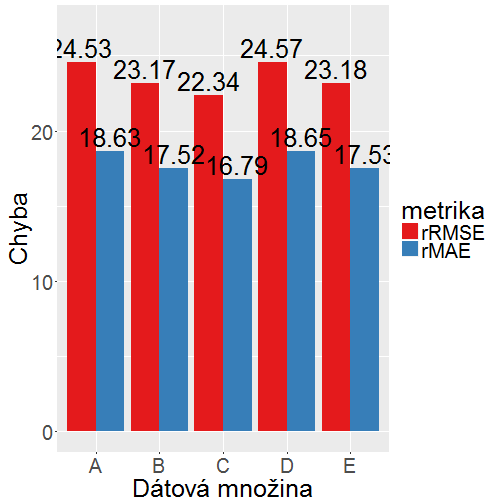 24.53
23.17
22.34
24.57
23.18
18.63
17.52
16.79
18.65
17.53
20
10
0
Chyba
A B C D E
Dátová množina
metrika
rRMSE
rMAE